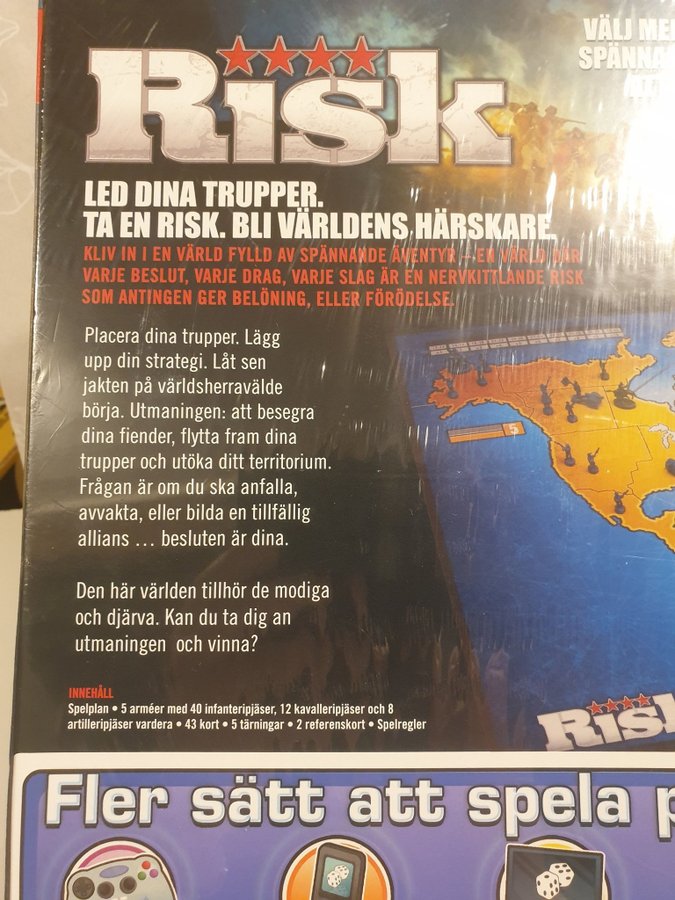 VÄLJ
Risk
LED DINA TRUPPER.
TA EN RISK. BLI VÄRLDENS HÄRSKARE.
KLIV IN I EN VÄRLD FYLLD AV SPÄNNANDE ÄVENTYR – EN VÄRLD DÄR
VARJE BESLUT, VARJE DRAG, VARJE SLAG ÄR EN NERVKITTLANDE RISK
SOM ANTINGEN GER BELÖNING, ELLER FÖRÖDELSE.
Placera dina trupper. Lägg
upp din strategi. Låt sen
jakten på världsherravälde
börja. Utmaningen: att besegra
dina fiender, flytta fram dina
trupper och utöka ditt territorium.
Frågan är om du ska anfalla,
avvakta, eller bilda en tillfällig
allians … besluten är dina.
Den här världen tillhör de modiga
och djärva. Kan du ta dig an
utmaningen och vinna?
5
INNEHÅLL
Spelplan • 5 arméer med 40 infanteripjäser, 12 kavalleripjäser och 8
artilleripjäser vardera • 43 kort • 5 tärningar • 2 referenskort • Spelregler
Risk
Fler sätt att spela